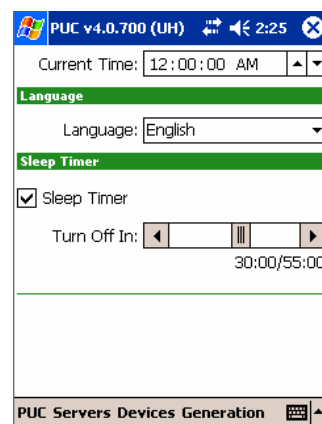 PUC v4.0.700 (UH) 2:25
Current Time: 12:00:00 AM
Language
Language: English
Sleep Timer
Sleep Timer
Turn Off In:
30:00/55:00
PUC Servers Devices Generation